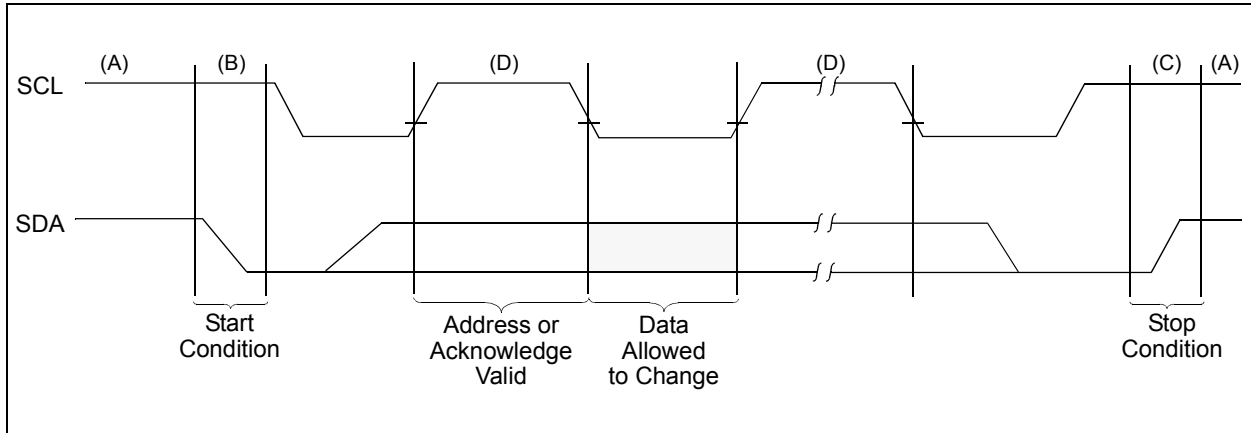 (A) (B) (D) (D) (C) (A)
SCL
SDA
Start
Condition
Address or
Acknowledge
Valid
Data
Allowed
to Change
Stop
Condition